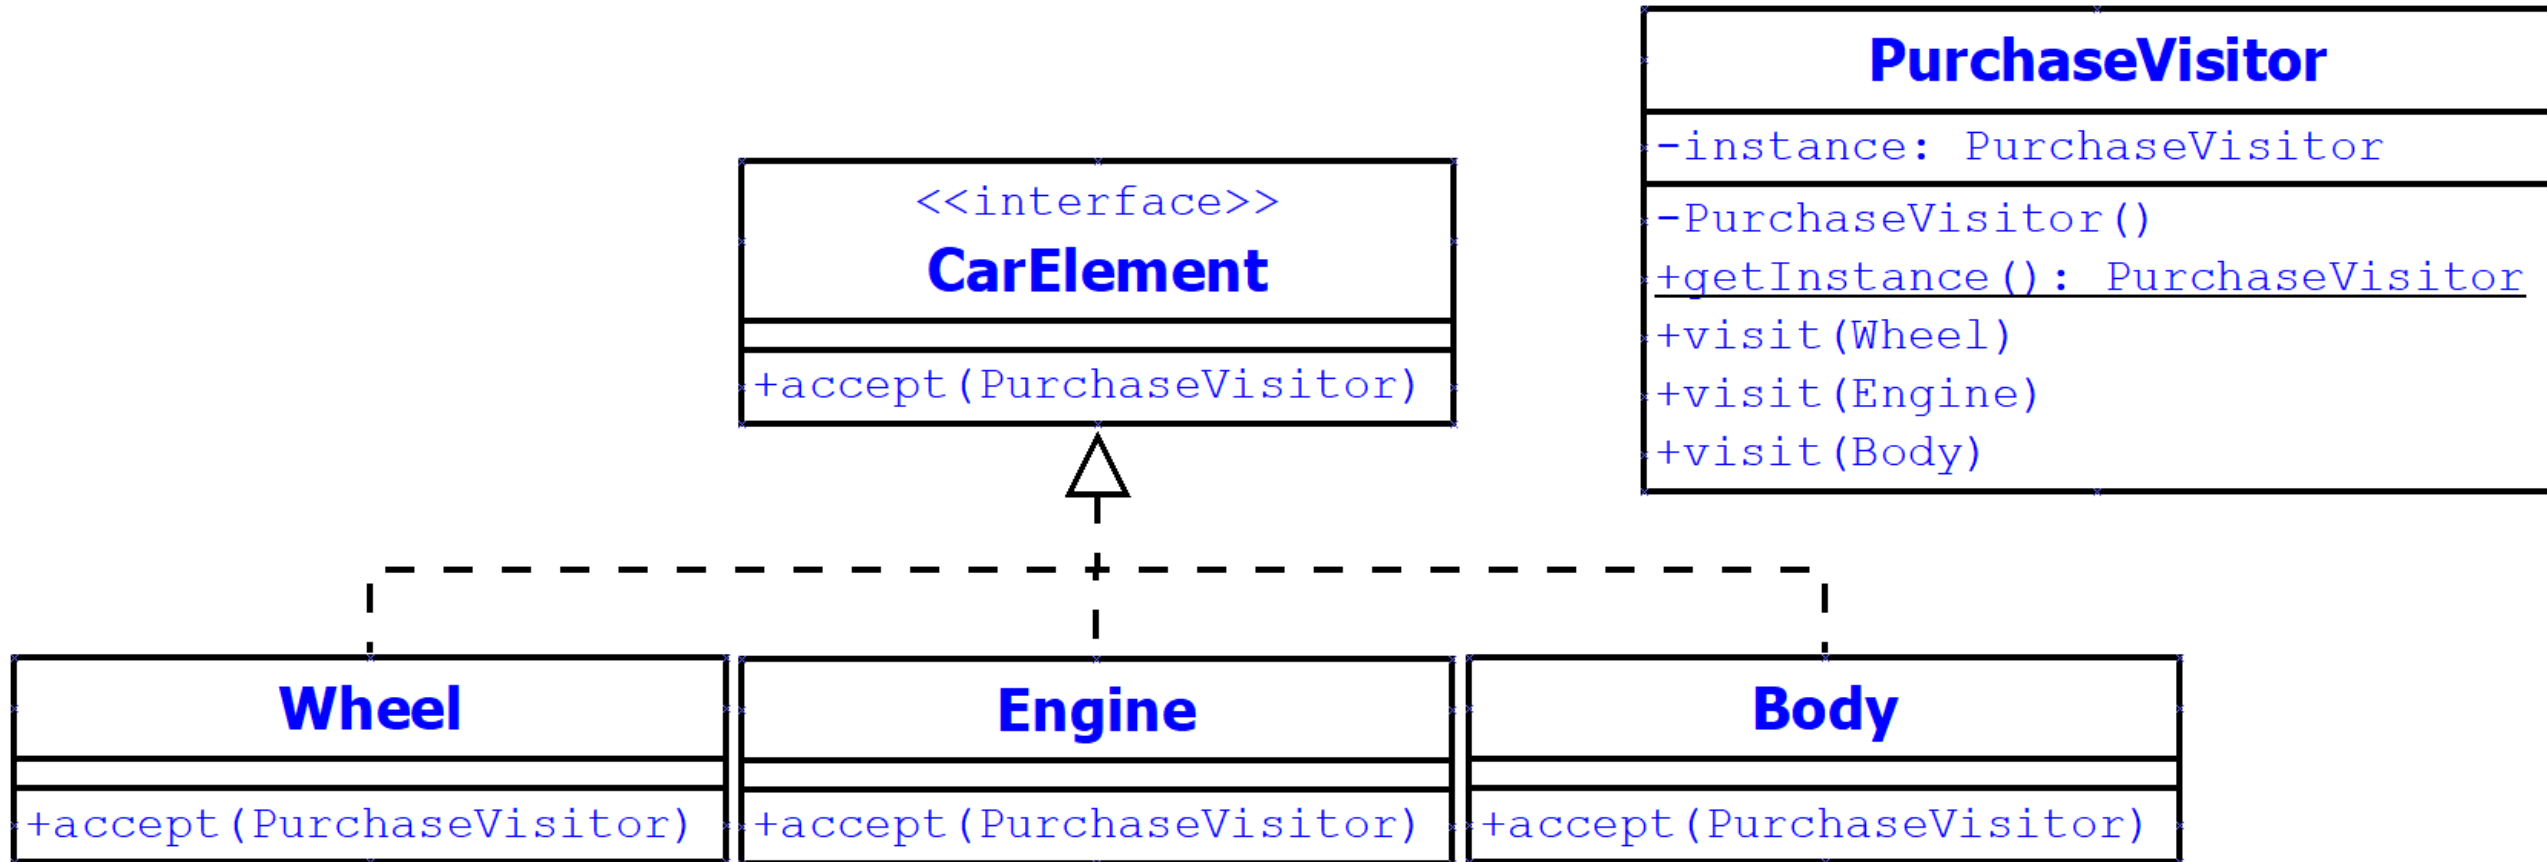 PurchaseVisitor
-instance: PurchaseVisitor
-PurchaseVisitor()
+getInstance(): PurchaseVisitor
+visit(Wheel)
+visit(Engine)
+visit(Body)
<<interface>>
CarElement
+accept(PurchaseVisitor)
Wheel
+accept(PurchaseVisitor)
Engine
+accept(PurchaseVisitor)
Body
+accept(PurchaseVisitor)